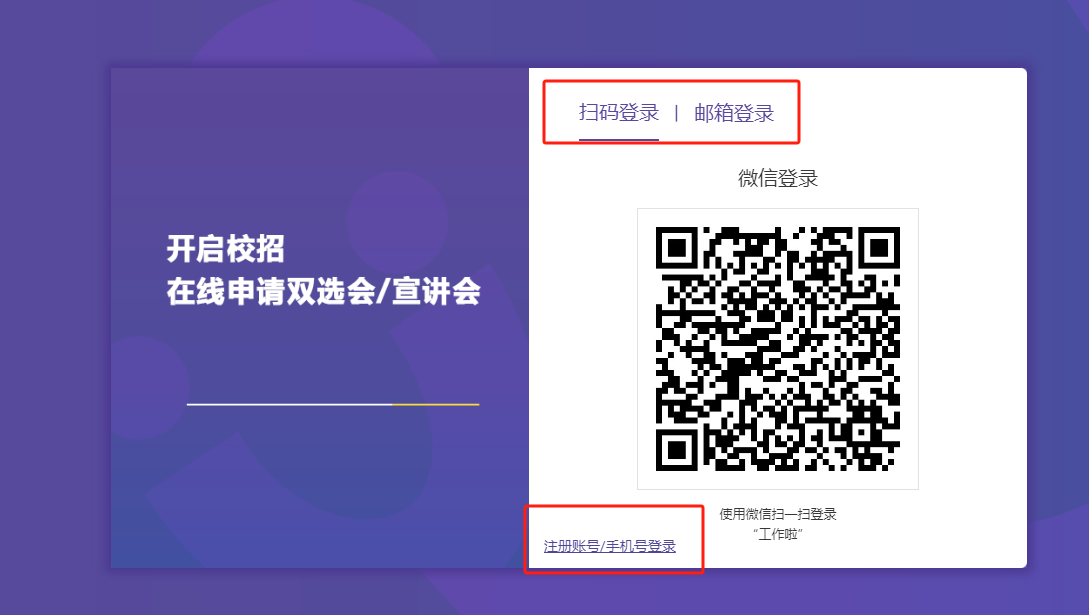 开启校招
在线申请双选会/宣讲会
扫码登录 | 邮箱登录
微信登录
使用微信扫一扫登录
“工作啦”
注册账号/手机号登录